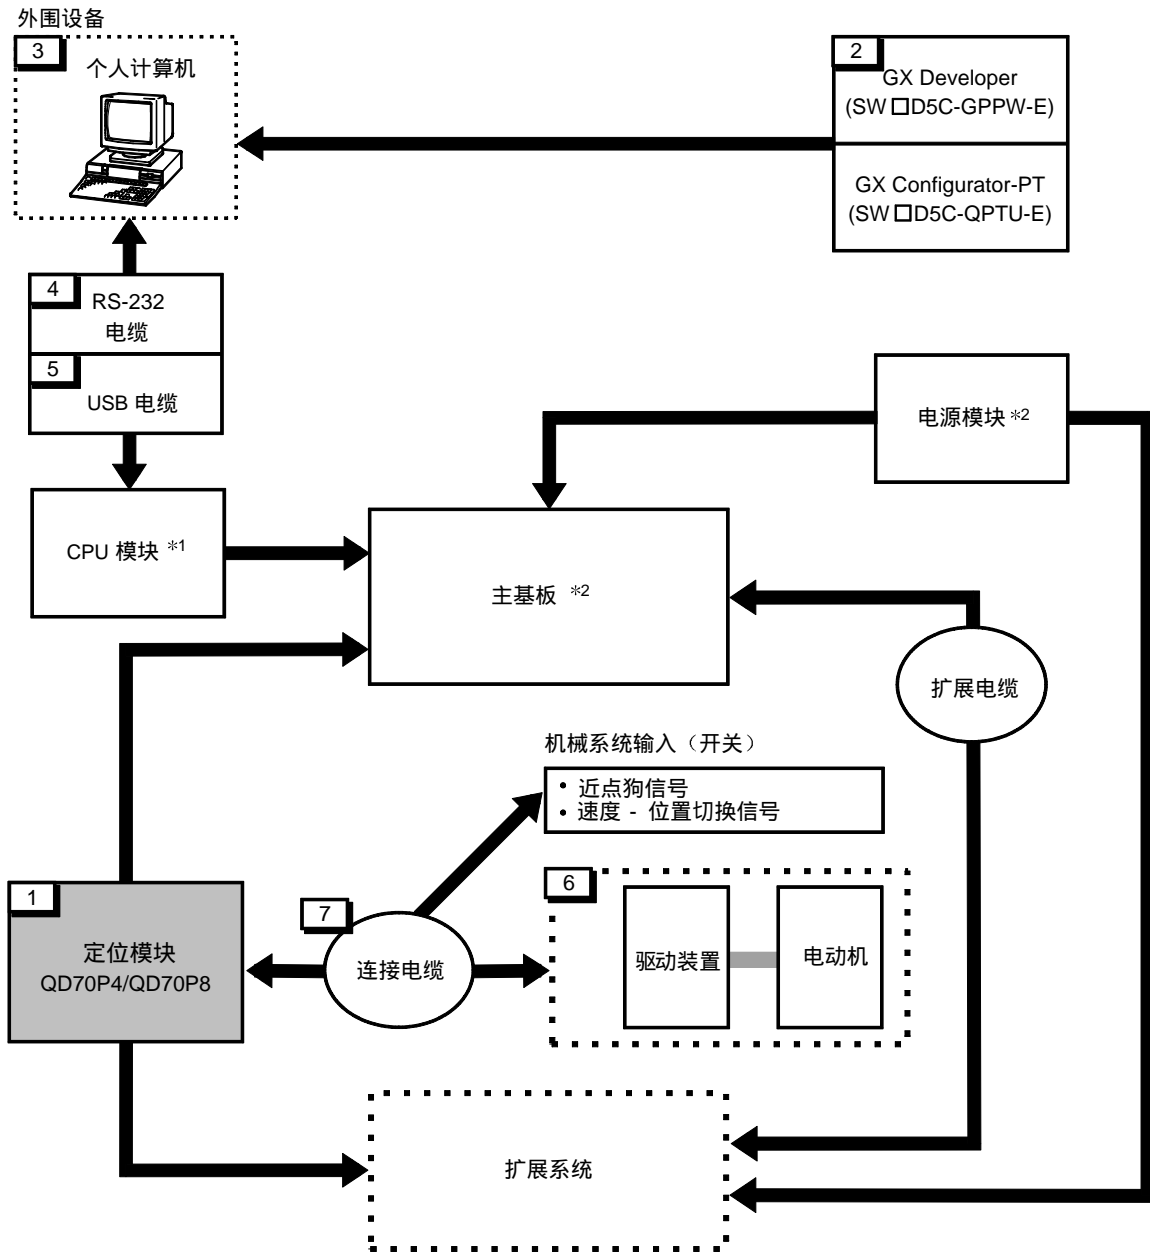 外围设备
3
个人计算机
2
GX Developer
(SW □D5C-GPPW-E)
GX Configurator-PT
(SW □D5C-QPTU-E)
4
RS-232
电缆
5
USB 电缆
电源模块 *2
CPU 模块 *1
主基板 *2
扩展电缆
机械系统输入（开关）
• 近点狗信号
• 速度 - 位置切换信号
1
定位模块
QD70P4/QD70P8
7
连接电缆
6
驱动装置
电动机
扩展系统